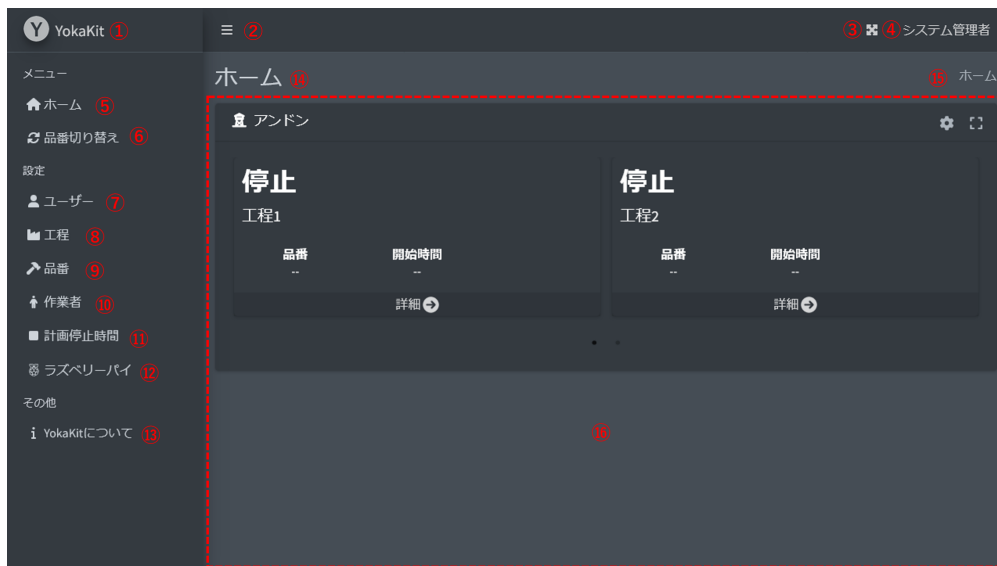 Y YokaKit ①
②
③ ④ システム管理者
メニュー
ホーム ⑤
品番切り替え ⑥
設定
ユーザー ⑦
工程 ⑧
品番 ⑨
作業者 ⑩
計画停止時間 ⑪
ラズベリーパイ ⑫
その他
YokaKitについて ⑬
ホーム ⑭
⑮ ホーム
アンドン
停止
工程1
品番 開始時間
-- --
詳細
停止
工程2
品番 開始時間
-- --
詳細
⑯